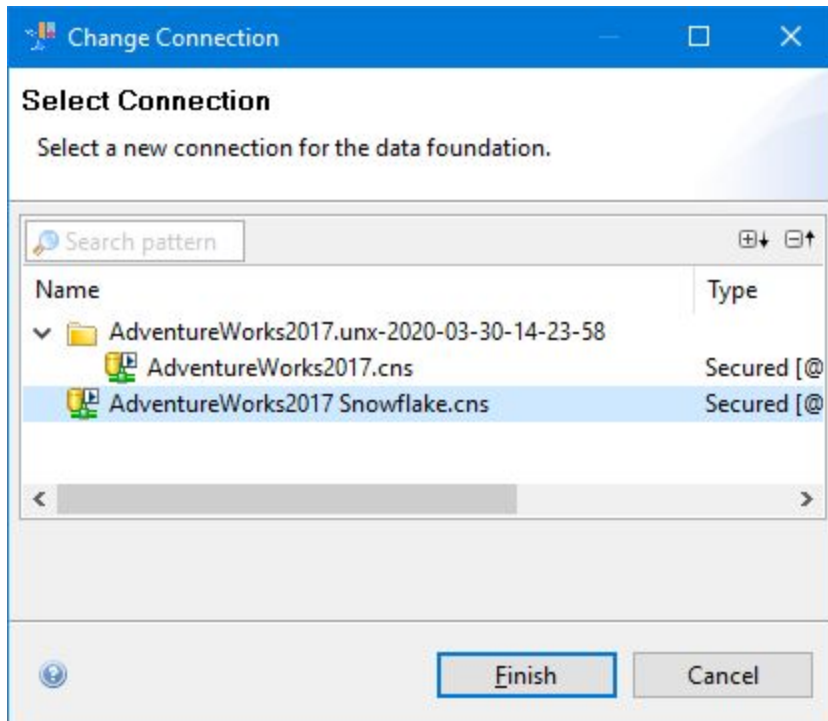 Change Connection
Select Connection
Select a new connection for the data foundation.
Search pattern
Name Type
AdventureWorks2017.unx-2020-03-30-14-23-58
AdventureWorks2017.cns Secured [@
AdventureWorks2017 Snowflake.cns Secured [@
Finish Cancel